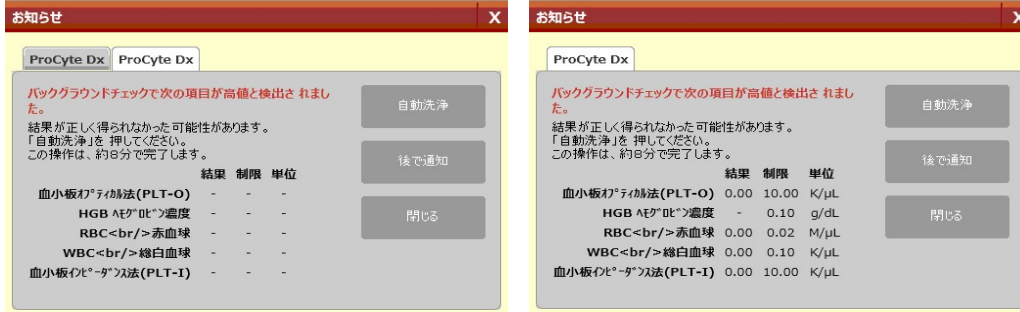 お知らせ X
ProCyte Dx ProCyte Dx
バックグラウンドチェックで次の項目が高値と検出さ れまし
た。
結果が正しく得られなかった可能性があります。
「自動洗浄」を 押してください。
この操作は、約8分で完了します。
結果 制限 単位
血小板ｵﾌﾟﾃｨｶﾙ法(PLT-O) - - -
HGB ﾍﾓｸﾞﾛﾋﾞﾝ濃度 - - -
RBC<br/>赤血球 - - -
WBC<br/>総白血球 - - -
血小板ｲﾝﾋﾟｰﾀﾞﾝｽ法(PLT-I) - - -
自動洗浄
後で通知
閉じる
お知らせ X
ProCyte Dx
バックグラウンドチェックで次の項目が高値と検出さ れまし
た。
結果が正しく得られなかった可能性があります。
「自動洗浄」を 押してください。
この操作は、約8分で完了します。
結果 制限 単位
血小板ｵﾌﾟﾃｨｶﾙ法(PLT-O) 0.00 10.00 K/µL
HGB ﾍﾓｸﾞﾛﾋﾞﾝ濃度 - 0.10 g/dL
RBC<br/>赤血球 0.00 0.02 M/µL
WBC<br/>総白血球 0.00 0.10 K/µL
血小板ｲﾝﾋﾟｰﾀﾞﾝｽ法(PLT-I) 0.00 10.00 K/µL
自動洗浄
後で通知
閉じる